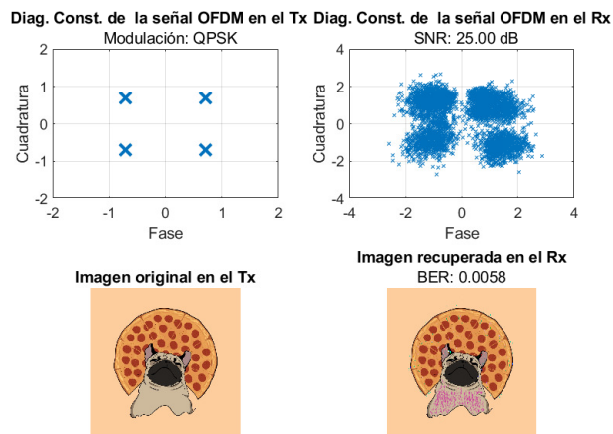 Diag. Const. de la señal OFDM en el Tx
Modulación: QPSK
2
1
0
-1
-2
Cuadratura
-2
-1
0
1
2
Fase
Diag. Const. de la señal OFDM en el Rx
SNR: 25.00 dB
4
2
0
-2
-4
Cuadratura
-4
-2
0
2
4
Fase
Imagen original en el Tx
Imagen recuperada en el Rx
BER: 0.0058